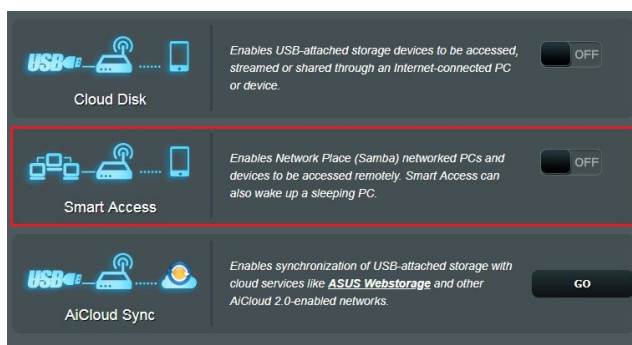 Enables USB-attached storage devices to be accessed,
streamed or shared through an Internet-connected PC
or device.
OFF
USB
Cloud Disk
Enables Network Place (Samba) networked PCs and
devices to be accessed remotely. Smart Access can
also wake up a sleeping PC.
OFF
Smart Access
Enables synchronization of USB-attached storage with
cloud services like ASUS Webstorage and other
AiCloud 2.0-enabled networks.
GO
USB
AiCloud Sync